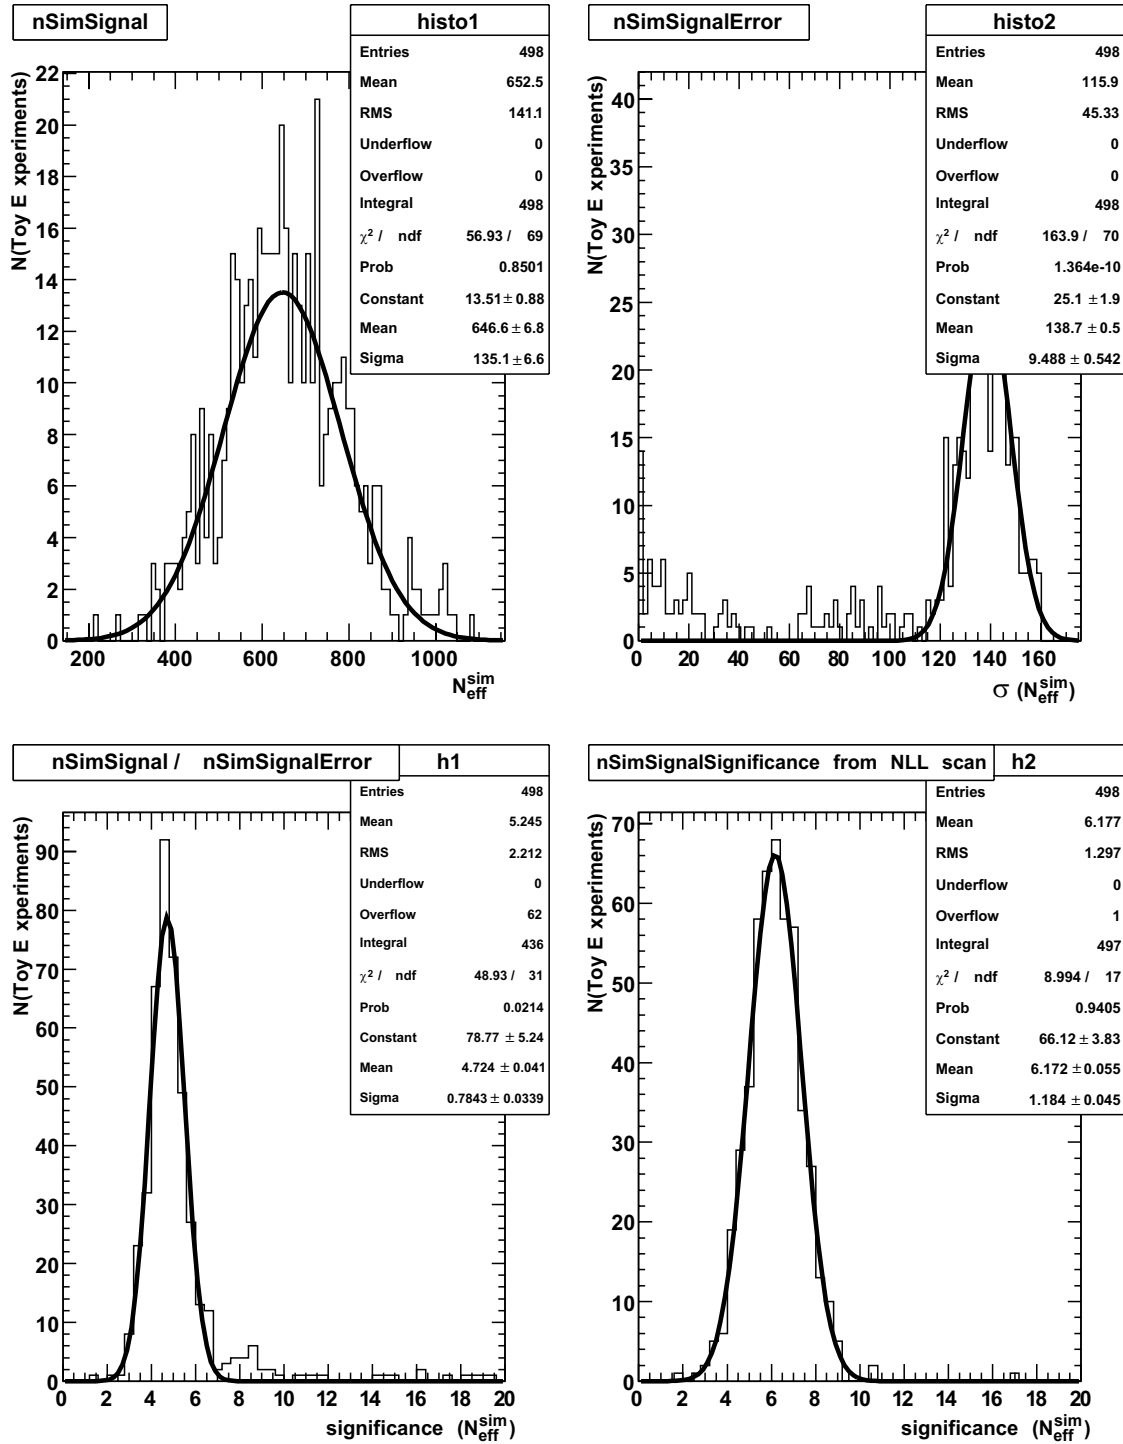 nSimSignal
histo1
Entries 498
Mean 652.5
RMS 141.1
Underflow 0
Overflow 0
Integral 498
χ² / ndf 56.93 / 69
Prob 0.8501
Constant 13.51 ± 0.88
Mean 646.6 ± 6.8
Sigma 135.1 ± 6.6
N(Toy E xperiments)
22
20
18
16
14
12
10
8
6
4
2
0
200 400 600 800 1000
N_eff^sim
nSimSignalError
histo2
Entries 498
Mean 115.9
RMS 45.33
Underflow 0
Overflow 0
Integral 498
χ² / ndf 163.9 / 70
Prob 1.364e-10
Constant 25.1 ± 1.9
Mean 138.7 ± 0.5
Sigma 9.488 ± 0.542
N(Toy E xperiments)
40
35
30
25
20
15
10
5
0
0 20 40 60 80 100 120 140 160
σ (N_eff^sim)
nSimSignal / nSimSignalError
h1
Entries 498
Mean 5.245
RMS 2.212
Underflow 0
Overflow 62
Integral 436
χ² / ndf 48.93 / 31
Prob 0.0214
Constant 78.77 ± 5.24
Mean 4.724 ± 0.041
Sigma 0.7843 ± 0.0339
N(Toy E xperiments)
90
80
70
60
50
40
30
20
10
0
0 2 4 6 8 10 12 14 16 18 20
significance (N_eff^sim)
nSimSignalSignificance from NLL scan
h2
Entries 498
Mean 6.177
RMS 1.297
Underflow 0
Overflow 1
Integral 497
χ² / ndf 8.994 / 17
Prob 0.9405
Constant 66.12 ± 3.83
Mean 6.172 ± 0.055
Sigma 1.184 ± 0.045
N(Toy E xperiments)
70
60
50
40
30
20
10
0
0 2 4 6 8 10 12 14 16 18 20
significance (N_eff^sim)